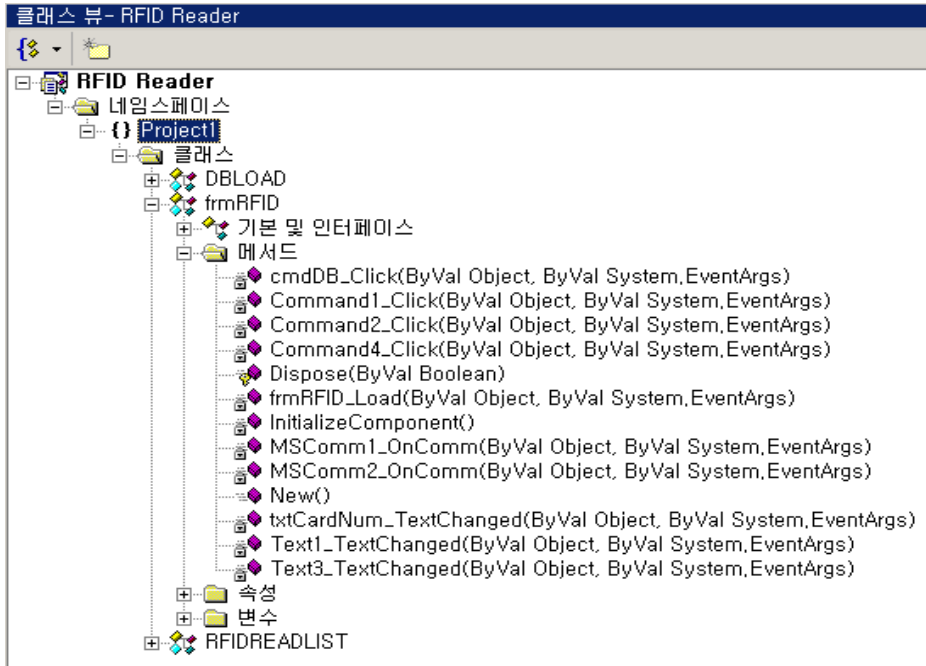 클래스 뷰- RFID Reader
RFID Reader
네임스페이스
{} Project1
클래스
DBLOAD
frmRFID
기본 및 인터페이스
메서드
cmdDB_Click(ByVal Object, ByVal System.EventArgs)
Command1_Click(ByVal Object, ByVal System.EventArgs)
Command2_Click(ByVal Object, ByVal System.EventArgs)
Command4_Click(ByVal Object, ByVal System.EventArgs)
Dispose(ByVal Boolean)
frmRFID_Load(ByVal Object, ByVal System.EventArgs)
InitializeComponent()
MSComm1_OnComm(ByVal Object, ByVal System.EventArgs)
MSComm2_OnComm(ByVal Object, ByVal System.EventArgs)
New()
txtCardNum_TextChanged(ByVal Object, ByVal System.EventArgs)
Text1_TextChanged(ByVal Object, ByVal System.EventArgs)
Text3_TextChanged(ByVal Object, ByVal System.EventArgs)
속성
변수
RFIDREADLIST